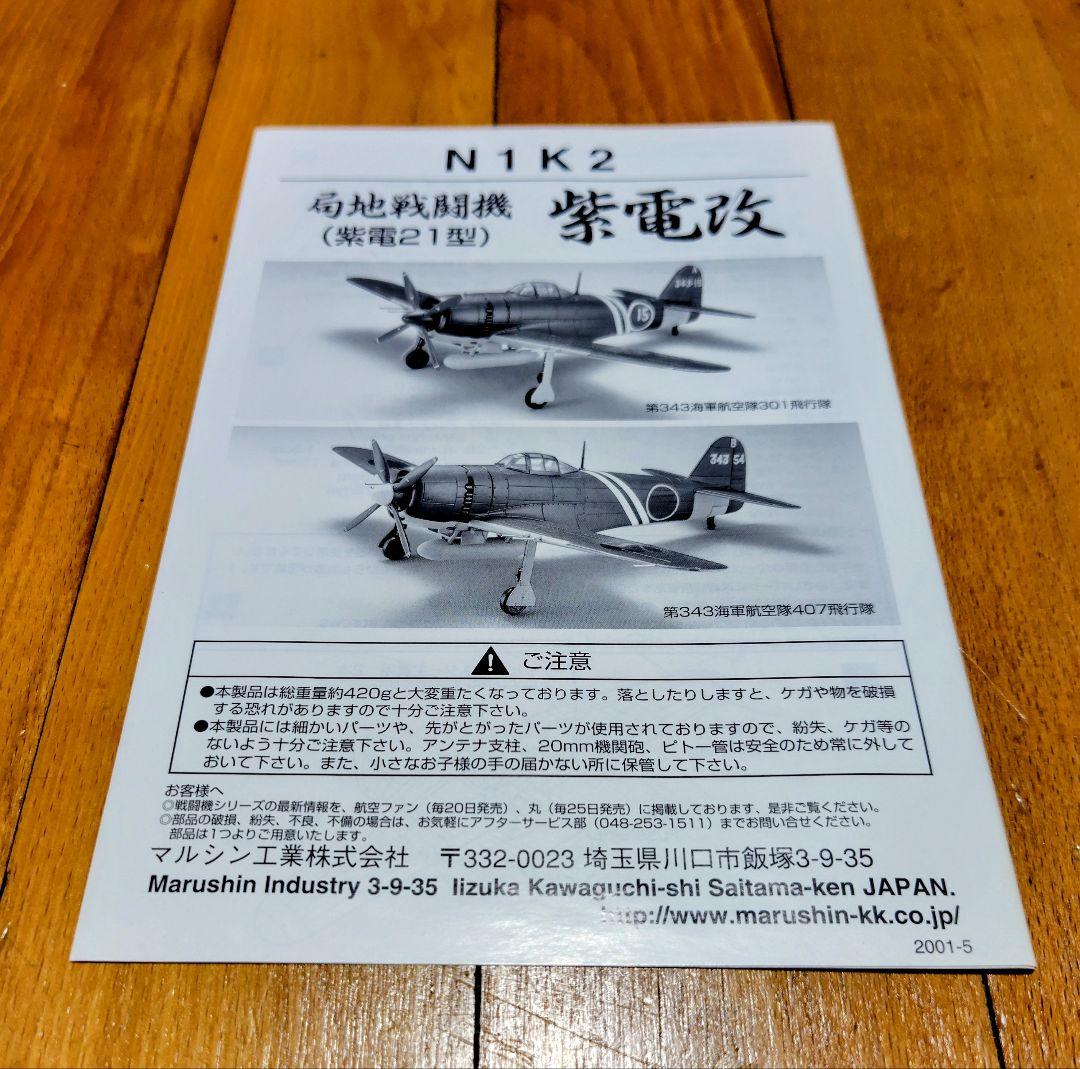 N1K2
局地戦闘機 紫電改
(紫電21型)
A
343-15
15
第343海軍航空隊301飛行隊
B
343 54
第343海軍航空隊407飛行隊
ご注意
●本製品は総重量約420gと大変重たくなっております。落としたりしますと、ケガや物を破損
する恐れがありますので十分ご注意下さい。
●本製品には細かいパーツや、先がとがったパーツが使用されておりますので、紛失、ケガ等の
ないよう十分ご注意下さい。アンテナ支柱、20mm機関砲、ピトー管は安全のため常に外して
おいて下さい。また、小さなお子様の手の届かない所に保管して下さい。
お客様へ
◎戦闘機シリーズの最新情報を、航空ファン（毎20日発売）、丸（毎25日発売）に掲載しております、是非ご覧ください。
◎部品の破損、紛失、不良、不備の場合は、お気軽にアフターサービス部（048-253-1511）までお問い合せください。
部品は1つよりご用意いたします。
マルシン工業株式会社 〒332-0023 埼玉県川口市飯塚3-9-35
Marushin Industry 3-9-35 Iizuka Kawaguchi-shi Saitama-ken JAPAN.
http://www.marushin-kk.co.jp/
2001-5